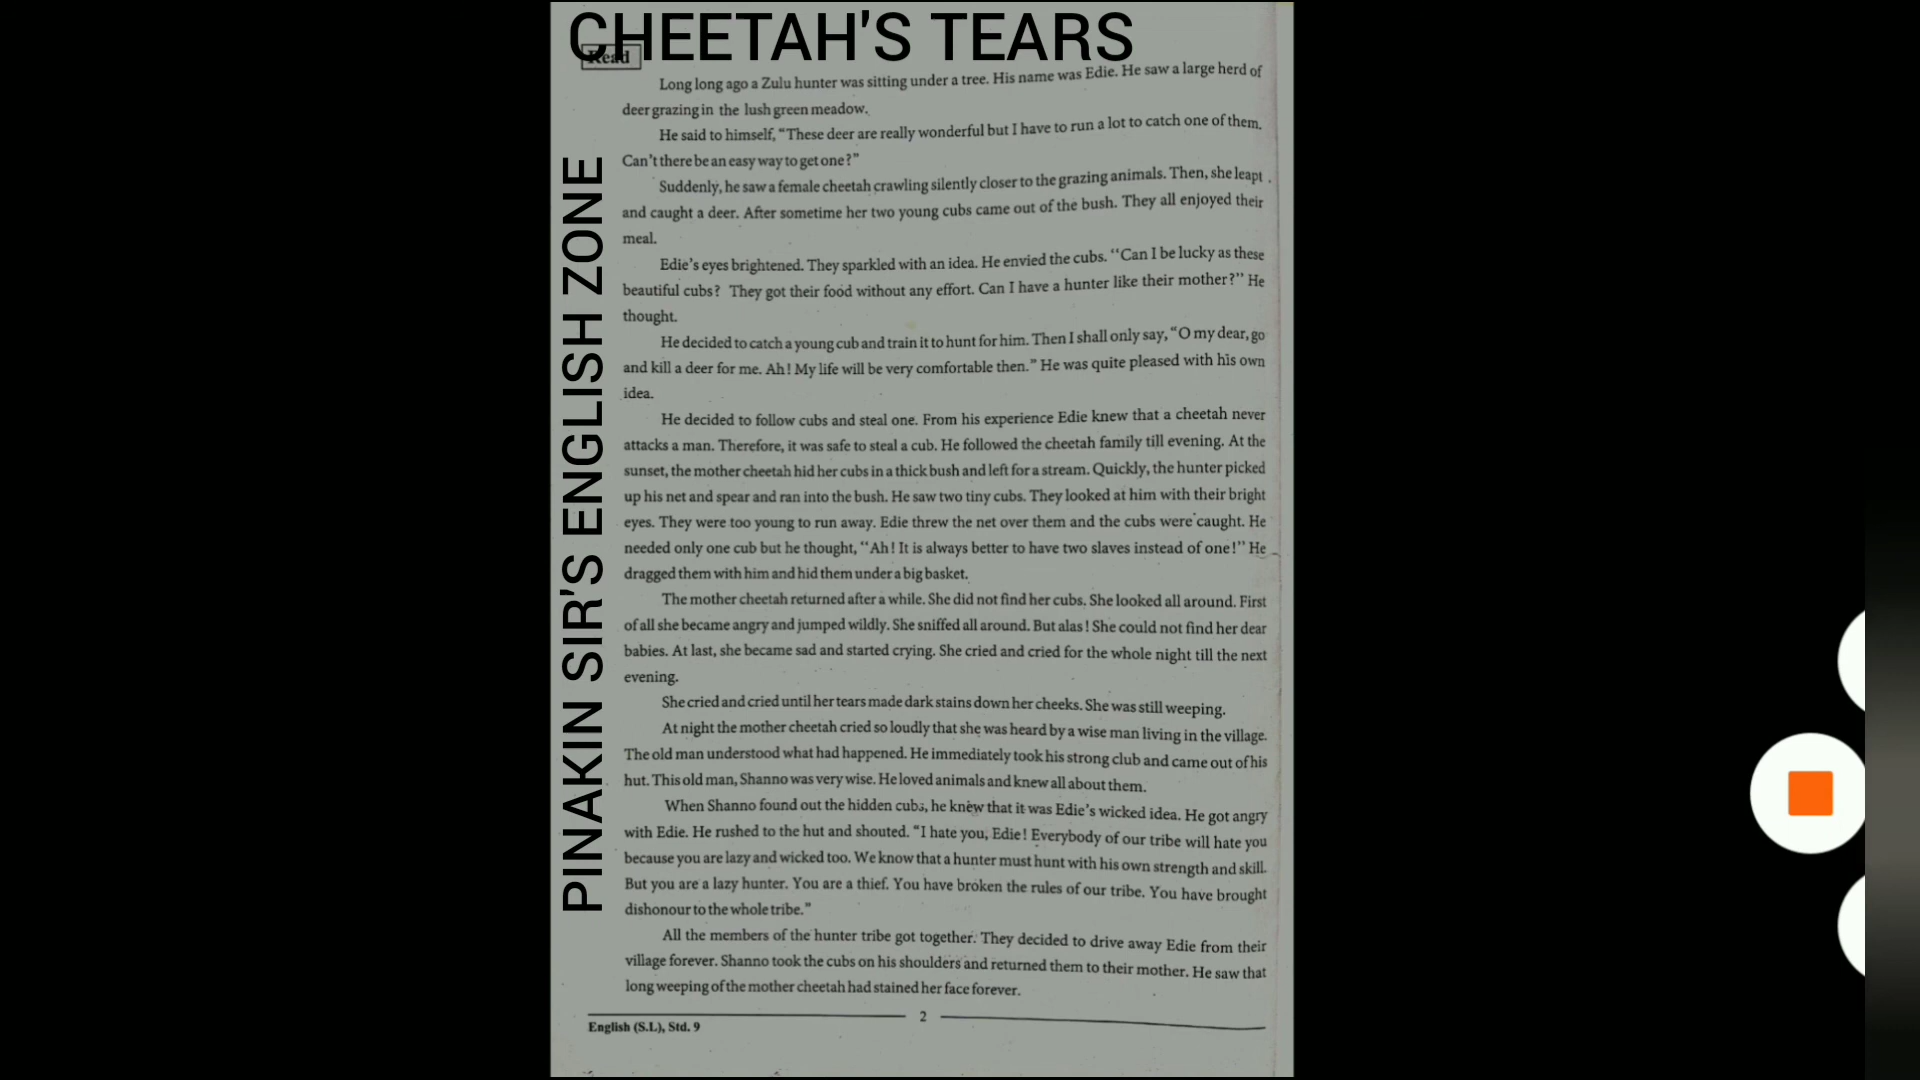 CHEETAH'S TEARS
Read
Long long ago a Zulu hunter was sitting under a tree. His name was Edie. He saw a large herd of
deer grazing in the lush green meadow.
He said to himself, “These deer are really wonderful but I have to run a lot to catch one of them.
Can't there be an easy way to get one?”
Suddenly, he saw a female cheetah crawling silently closer to the grazing animals. Then, she leapt
and caught a deer. After sometime her two young cubs came out of the bush. They all enjoyed their
meal.
Edie's eyes brightened. They sparkled with an idea. He envied the cubs. “Can I be lucky as these
beautiful cubs? They got their food without any effort. Can I have a hunter like their mother?” He
thought.
He decided to catch a young cub and train it to hunt for him. Then I shall only say, “O my dear, go
and kill a deer for me. Ah! My life will be very comfortable then.” He was quite pleased with his own
idea.
He decided to follow cubs and steal one. From his experience Edie knew that a cheetah never
attacks a man. Therefore, it was safe to steal a cub. He followed the cheetah family till evening. At the
sunset, the mother cheetah hid her cubs in a thick bush and left for a stream. Quickly, the hunter picked
up his net and spear and ran into the bush. He saw two tiny cubs. They looked at him with their bright
eyes. They were too young to run away. Edie threw the net over them and the cubs were caught. He
needed only one cub but he thought, “Ah! It is always better to have two slaves instead of one!” He
dragged them with him and hid them under a big basket.
The mother cheetah returned after a while. She did not find her cubs. She looked all around. First
of all she became angry and jumped wildly. She sniffed all around. But alas! She could not find her dear
babies. At last, she became sad and started crying. She cried and cried for the whole night till the next
evening.
She cried and cried until her tears made dark stains down her cheeks. She was still weeping.
At night the mother cheetah cried so loudly that she was heard by a wise man living in the village.
The old man understood what had happened. He immediately took his strong club and came out of his
hut. This old man, Shanno was very wise. He loved animals and knew all about them.
When Shanno found out the hidden cubs, he knew that it was Edie's wicked idea. He got angry
with Edie. He rushed to the hut and shouted. “I hate you, Edie! Everybody of our tribe will hate you
because you are lazy and wicked too. We know that a hunter must hunt with his own strength and skill.
But you are a lazy hunter. You are a thief. You have broken the rules of our tribe. You have brought
dishonour to the whole tribe.”
All the members of the hunter tribe got together. They decided to drive away Edie from their
village forever. Shanno took the cubs on his shoulders and returned them to their mother. He saw that
long weeping of the mother cheetah had stained her face forever.
2
English (S.L), Std. 9
PINAKIN SIR'S ENGLISH ZONE